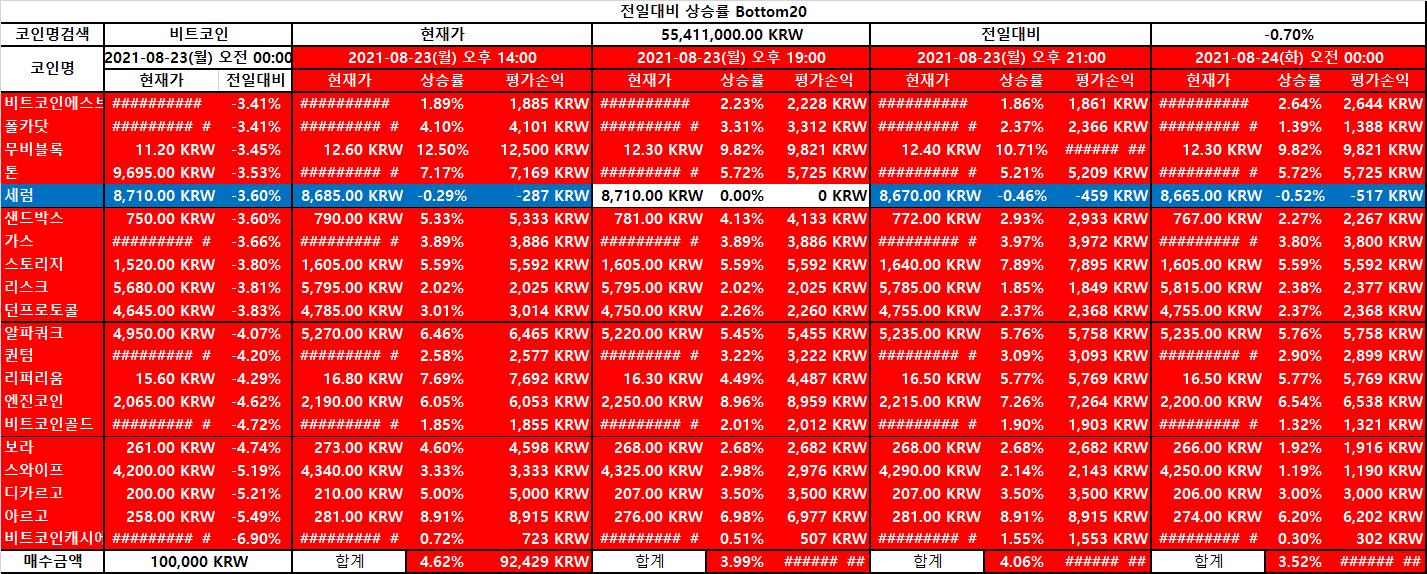 전일대비 상승률 Bottom20
코인명검색 비트코인 현재가 55,411,000.00 KRW 전일대비 -0.70%
코인명 2021-08-23(월) 오전 00:00 2021-08-23(월) 오후 14:00 2021-08-23(월) 오후 19:00 2021-08-23(월) 오후 21:00 2021-08-24(화) 오전 00:00
현재가 전일대비 현재가 상승률 평가손익 현재가 상승률 평가손익 현재가 상승률 평가손익 현재가 상승률 평가손익
비트코인에스브 ########## -3.41% ########## 1.89% 1,885 KRW ########## 2.23% 2,228 KRW ########## 1.86% 1,861 KRW ########## 2.64% 2,644 KRW
폴카닷 ######### # -3.41% ######### # 4.10% 4,101 KRW ######### # 3.31% 3,312 KRW ######### # 2.37% 2,366 KRW ######### # 1.39% 1,388 KRW
무비블록 11.20 KRW -3.45% 12.60 KRW 12.50% 12,500 KRW 12.30 KRW 9.82% 9,821 KRW 12.40 KRW 10.71% ###### ## 12.30 KRW 9.82% 9,821 KRW
톤 9,695.00 KRW -3.53% ######### # 7.17% 7,169 KRW ######### # 5.72% 5,725 KRW ######### # 5.21% 5,209 KRW ######### # 5.72% 5,725 KRW
세럼 8,710.00 KRW -3.60% 8,685.00 KRW -0.29% -287 KRW 8,710.00 KRW 0.00% 0 KRW 8,670.00 KRW -0.46% -459 KRW 8,665.00 KRW -0.52% -517 KRW
샌드박스 750.00 KRW -3.60% 790.00 KRW 5.33% 5,333 KRW 781.00 KRW 4.13% 4,133 KRW 772.00 KRW 2.93% 2,933 KRW 767.00 KRW 2.27% 2,267 KRW
가스 ######### # -3.66% ######### # 3.89% 3,886 KRW ######### # 3.89% 3,886 KRW ######### # 3.97% 3,972 KRW ######### # 3.80% 3,800 KRW
스토리지 1,520.00 KRW -3.80% 1,605.00 KRW 5.59% 5,592 KRW 1,605.00 KRW 5.59% 5,592 KRW 1,640.00 KRW 7.89% 7,895 KRW 1,605.00 KRW 5.59% 5,592 KRW
리스크 5,680.00 KRW -3.81% 5,795.00 KRW 2.02% 2,025 KRW 5,795.00 KRW 2.02% 2,025 KRW 5,785.00 KRW 1.85% 1,849 KRW 5,815.00 KRW 2.38% 2,377 KRW
던프로토콜 4,645.00 KRW -3.83% 4,785.00 KRW 3.01% 3,014 KRW 4,750.00 KRW 2.26% 2,260 KRW 4,755.00 KRW 2.37% 2,368 KRW 4,755.00 KRW 2.37% 2,368 KRW
알파쿼크 4,950.00 KRW -4.07% 5,270.00 KRW 6.46% 6,465 KRW 5,220.00 KRW 5.45% 5,455 KRW 5,235.00 KRW 5.76% 5,758 KRW 5,235.00 KRW 5.76% 5,758 KRW
퀀텀 ######### # -4.20% ######### # 2.58% 2,577 KRW ######### # 3.22% 3,222 KRW ######### # 3.09% 3,093 KRW ######### # 2.90% 2,899 KRW
리퍼리움 15.60 KRW -4.29% 16.80 KRW 7.69% 7,692 KRW 16.30 KRW 4.49% 4,487 KRW 16.50 KRW 5.77% 5,769 KRW 16.50 KRW 5.77% 5,769 KRW
엔진코인 2,065.00 KRW -4.62% 2,190.00 KRW 6.05% 6,053 KRW 2,250.00 KRW 8.96% 8,959 KRW 2,215.00 KRW 7.26% 7,264 KRW 2,200.00 KRW 6.54% 6,538 KRW
비트코인골드 ######### # -4.72% ######### # 1.85% 1,855 KRW ######### # 2.01% 2,012 KRW ######### # 1.90% 1,903 KRW ######### # 1.32% 1,321 KRW
보라 261.00 KRW -4.74% 273.00 KRW 4.60% 4,598 KRW 268.00 KRW 2.68% 2,682 KRW 268.00 KRW 2.68% 2,682 KRW 266.00 KRW 1.92% 1,916 KRW
스와이프 4,200.00 KRW -5.19% 4,340.00 KRW 3.33% 3,333 KRW 4,325.00 KRW 2.98% 2,976 KRW 4,290.00 KRW 2.14% 2,143 KRW 4,250.00 KRW 1.19% 1,190 KRW
디카르고 200.00 KRW -5.21% 210.00 KRW 5.00% 5,000 KRW 207.00 KRW 3.50% 3,500 KRW 207.00 KRW 3.50% 3,500 KRW 206.00 KRW 3.00% 3,000 KRW
아르고 258.00 KRW -5.49% 281.00 KRW 8.91% 8,915 KRW 276.00 KRW 6.98% 6,977 KRW 281.00 KRW 8.91% 8,915 KRW 274.00 KRW 6.20% 6,202 KRW
비트코인캐시에 ######### # -6.90% ######### # 0.72% 723 KRW ######### # 0.51% 507 KRW ######### # 1.55% 1,553 KRW ######### # 0.30% 302 KRW
매수금액 100,000 KRW 합계 4.62% 92,429 KRW 합계 3.99% ###### ## 합계 4.06% ###### ## 합계 3.52% ###### ##